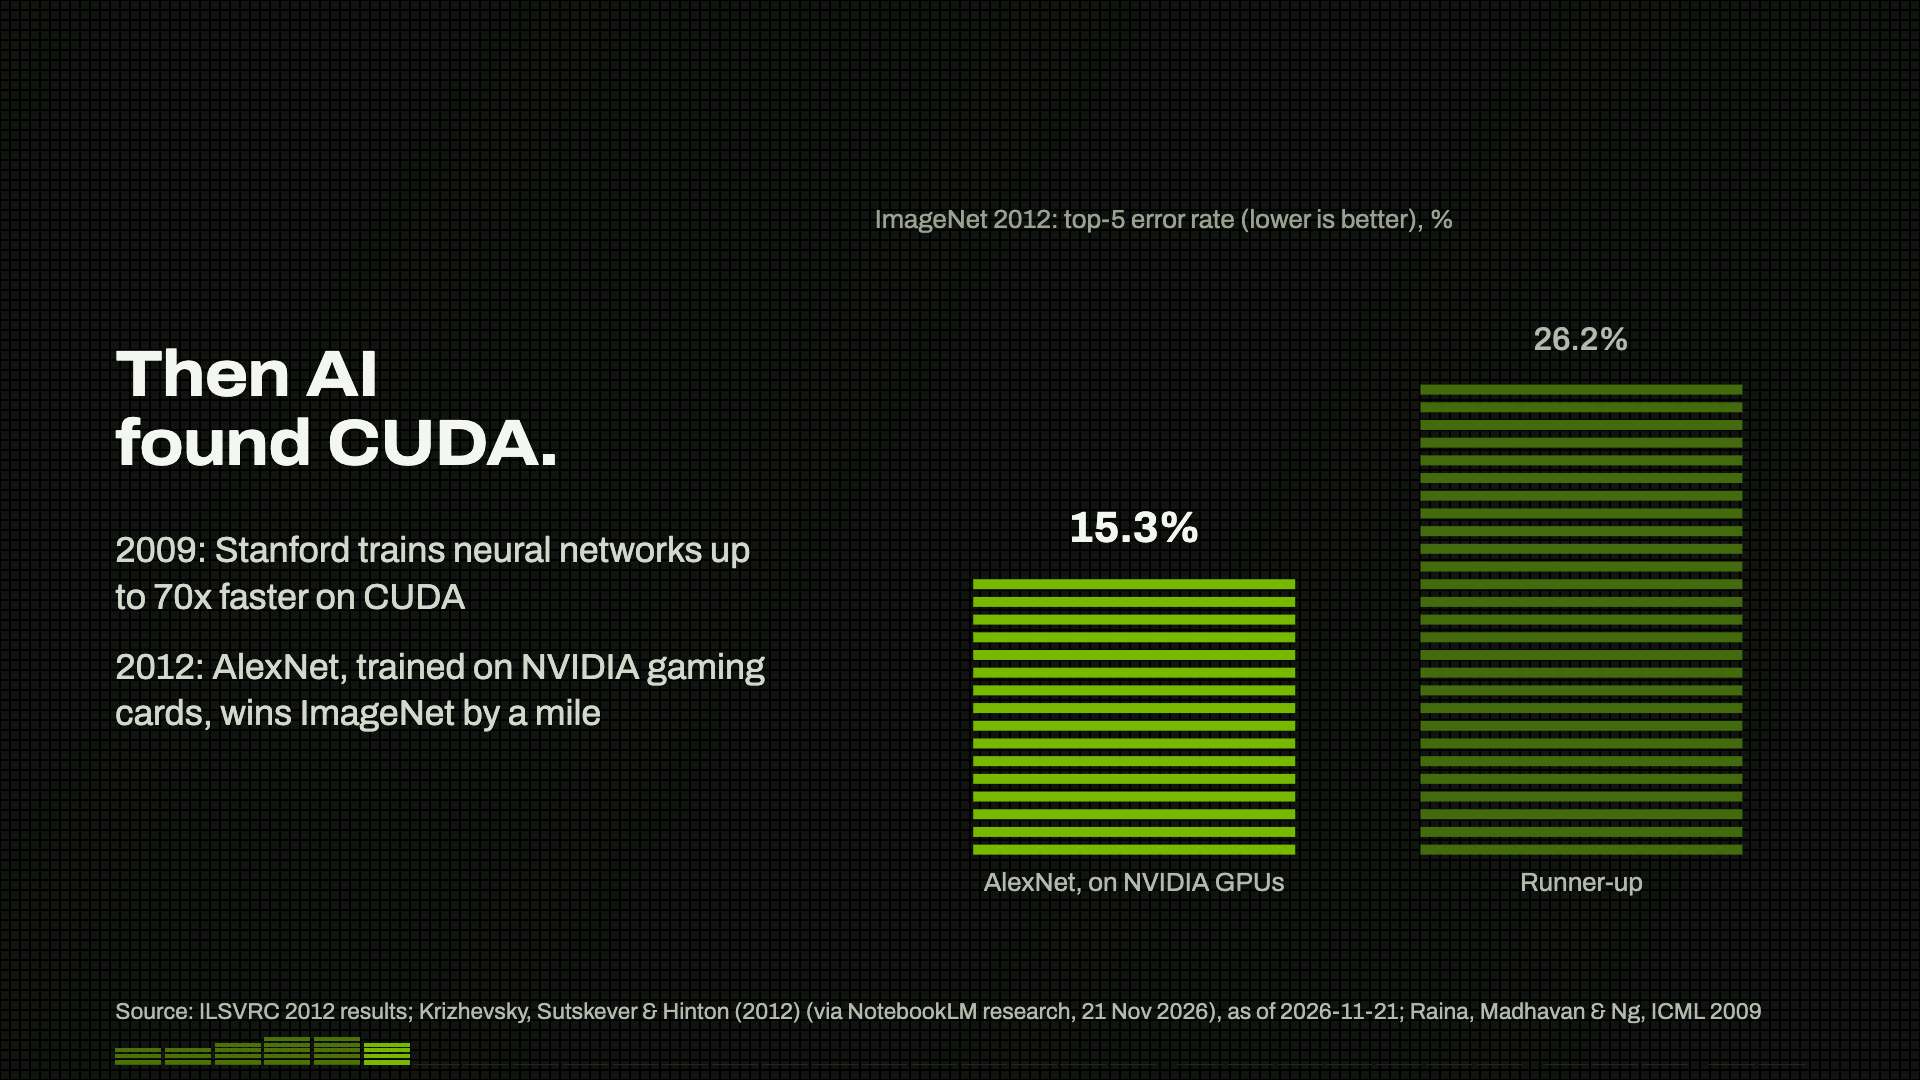 Then AI
found CUDA.
2009: Stanford trains neural networks up
to 70x faster on CUDA
2012: AlexNet, trained on NVIDIA gaming
cards, wins ImageNet by a mile
ImageNet 2012: top-5 error rate (lower is better), %
15.3%
26.2%
AlexNet, on NVIDIA GPUs
Runner-up
Source: ILSVRC 2012 results; Krizhevsky, Sutskever & Hinton (2012) (via NotebookLM research, 21 Nov 2026), as of 2026-11-21; Raina, Madhavan & Ng, ICML 2009